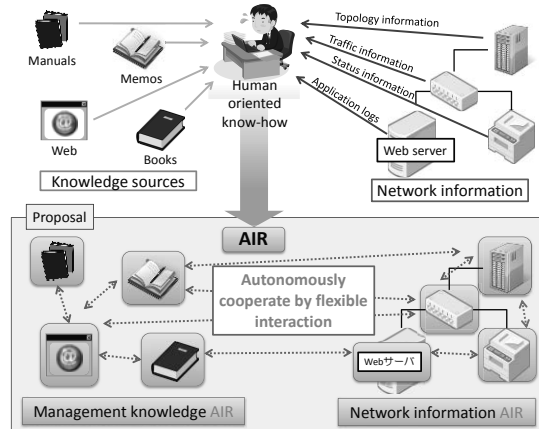 Manuals
Memos
Web
Books
Knowledge sources
Human
oriented
know-how
Topology information
Traffic information
Status information
Application logs
Web server
Network information
Proposal
AIR
Autonomously
cooperate by flexible
interaction
Webサーバ
Management knowledge AIR
Network information AIR